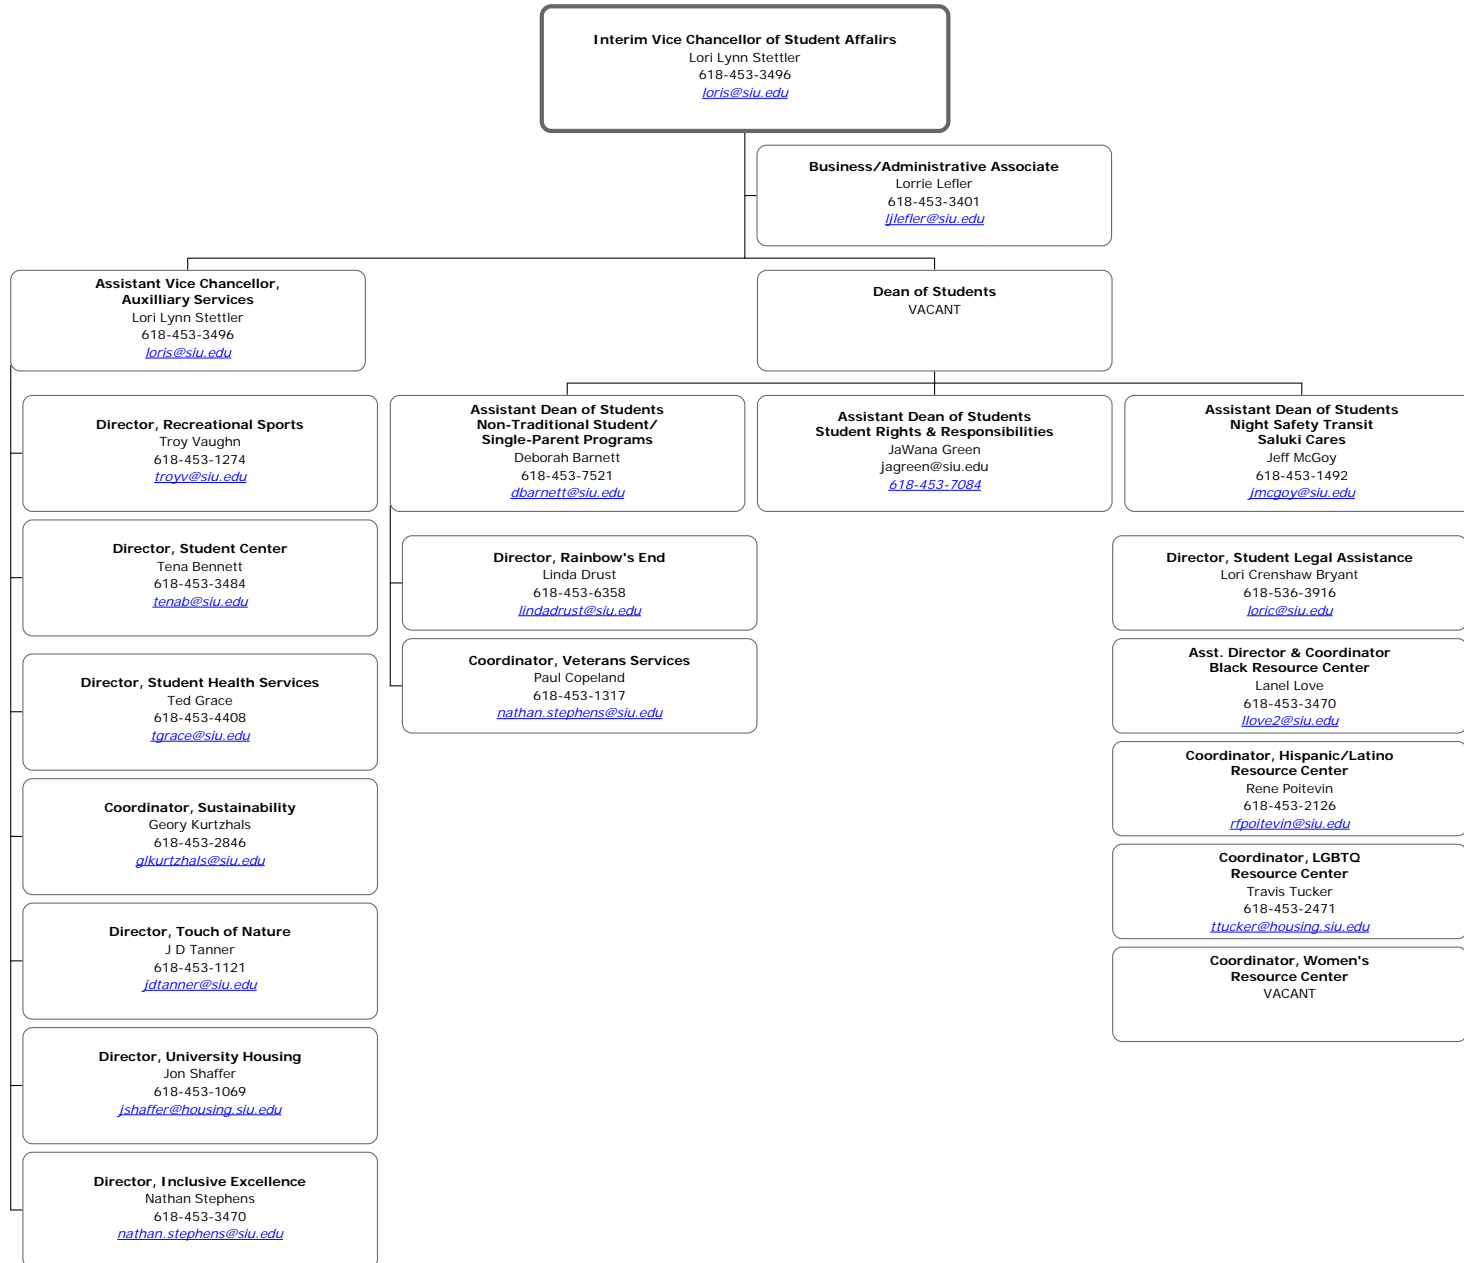 Interim Vice Chancellor of Student Affalirs
Lori Lynn Stettler
618-453-3496
loris@siu.edu
Business/Administrative Associate
Lorrie Lefler
618-453-3401
ljlefler@siu.edu
Assistant Vice Chancellor,
Auxilliary Services
Lori Lynn Stettler
618-453-3496
loris@siu.edu
Dean of Students
VACANT
Director, Recreational Sports
Troy Vaughn
618-453-1274
troyv@siu.edu
Assistant Dean of Students
Non-Traditional Student/
Single-Parent Programs
Deborah Barnett
618-453-7521
dbarnett@siu.edu
Assistant Dean of Students
Student Rights & Responsibilities
JaWana Green
jagreen@siu.edu
618-453-7084
Assistant Dean of Students
Night Safety Transit
Saluki Cares
Jeff McGoy
618-453-1492
jmcgoy@siu.edu
Director, Student Center
Tena Bennett
618-453-3484
tenab@siu.edu
Director, Rainbow's End
Linda Drust
618-453-6358
lindadrust@siu.edu
Director, Student Legal Assistance
Lori Crenshaw Bryant
618-536-3916
loric@siu.edu
Director, Student Health Services
Ted Grace
618-453-4408
tgrace@siu.edu
Coordinator, Veterans Services
Paul Copeland
618-453-1317
nathan.stephens@siu.edu
Asst. Director & Coordinator
Black Resource Center
Lanel Love
618-453-3470
llove2@siu.edu
Coordinator, Hispanic/Latino
Resource Center
Rene Poitevin
618-453-2126
rfpoitevin@siu.edu
Coordinator, Sustainability
Geory Kurtzhals
618-453-2846
glkurtzhals@siu.edu
Coordinator, LGBTQ
Resource Center
Travis Tucker
618-453-2471
ttucker@housing.siu.edu
Director, Touch of Nature
J D Tanner
618-453-1121
jdtanner@siu.edu
Coordinator, Women's
Resource Center
VACANT
Director, University Housing
Jon Shaffer
618-453-1069
jshaffer@housing.siu.edu
Director, Inclusive Excellence
Nathan Stephens
618-453-3470
nathan.stephens@siu.edu